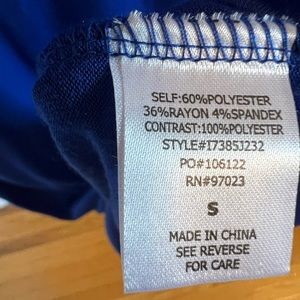 SELF:60%POLYESTER
36%RAYON 4%SPANDEX
CONTRAST:100%POLYESTER
STYLE#I7385J232
PO#106122
RN#97023
S
MADE IN CHINA
SEE REVERSE
FOR CARE